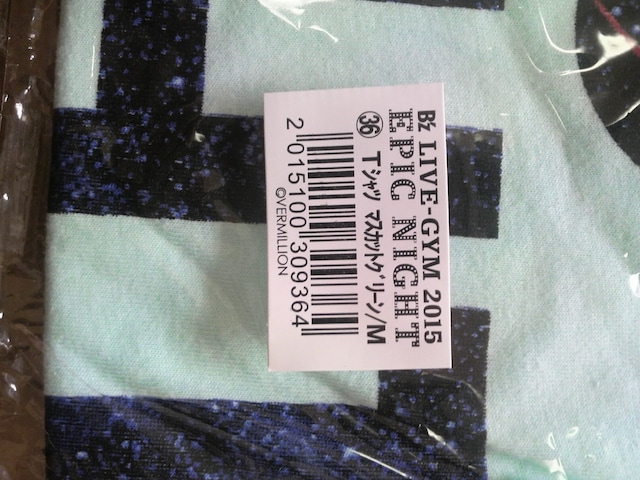 B'z LIVE-GYM 2015
EPIC NIGHT
㊱ Tシャツ マスカットグリーン/M
2 015100 309364
©VERMILLION